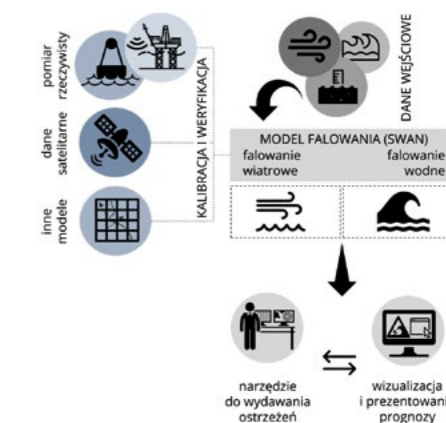 pomiar
rzeczywisty
dane
satelitarne
inne
modele
KALIBRACJA I WERYFIKACJA
DANE WEJŚCIOWE
MODEL FALOWANIA (SWAN)
falowanie
wiatrowe
falowanie
wodne
narzędzie
do wydawania
ostrzeżeń
wizualizacja
i prezentowani
prognozy